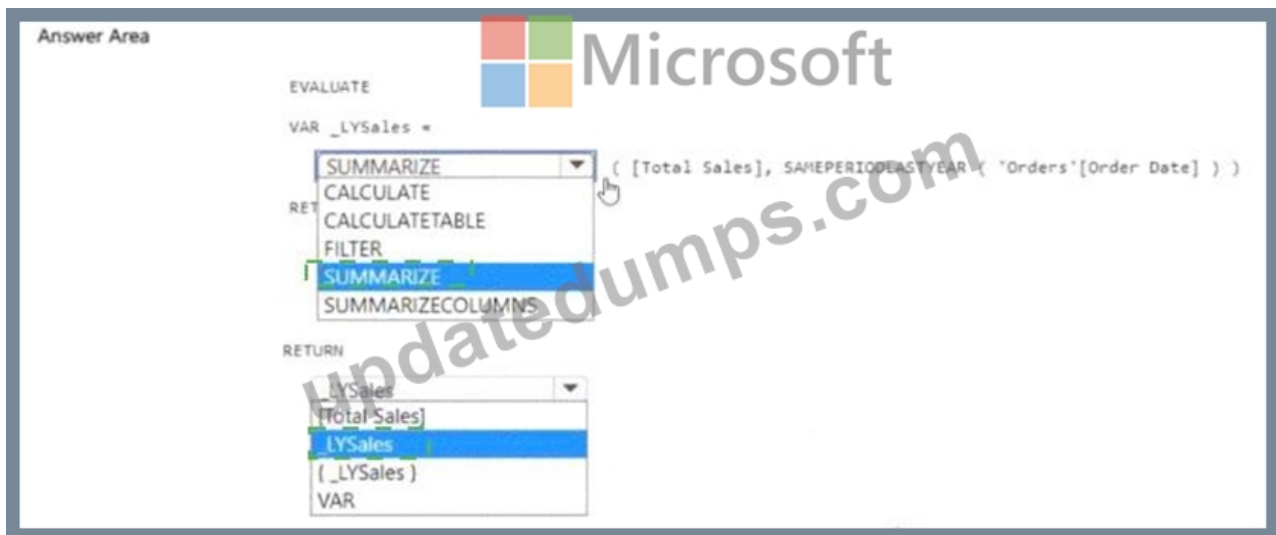 Answer Area
Microsoft
EVALUATE
VAR _LYSales =
SUMMARIZE ( [Total Sales], SAMEPERIODLASTYEAR ( 'Orders'[Order Date] ) )
CALCULATE
RET
CALCULATETABLE
FILTER
SUMMARIZE
SUMMARIZECOLUMNS
updatedumps.com
RETURN
_LYSales
[Total Sales]
_LYSales
{ _LYSales }
VAR